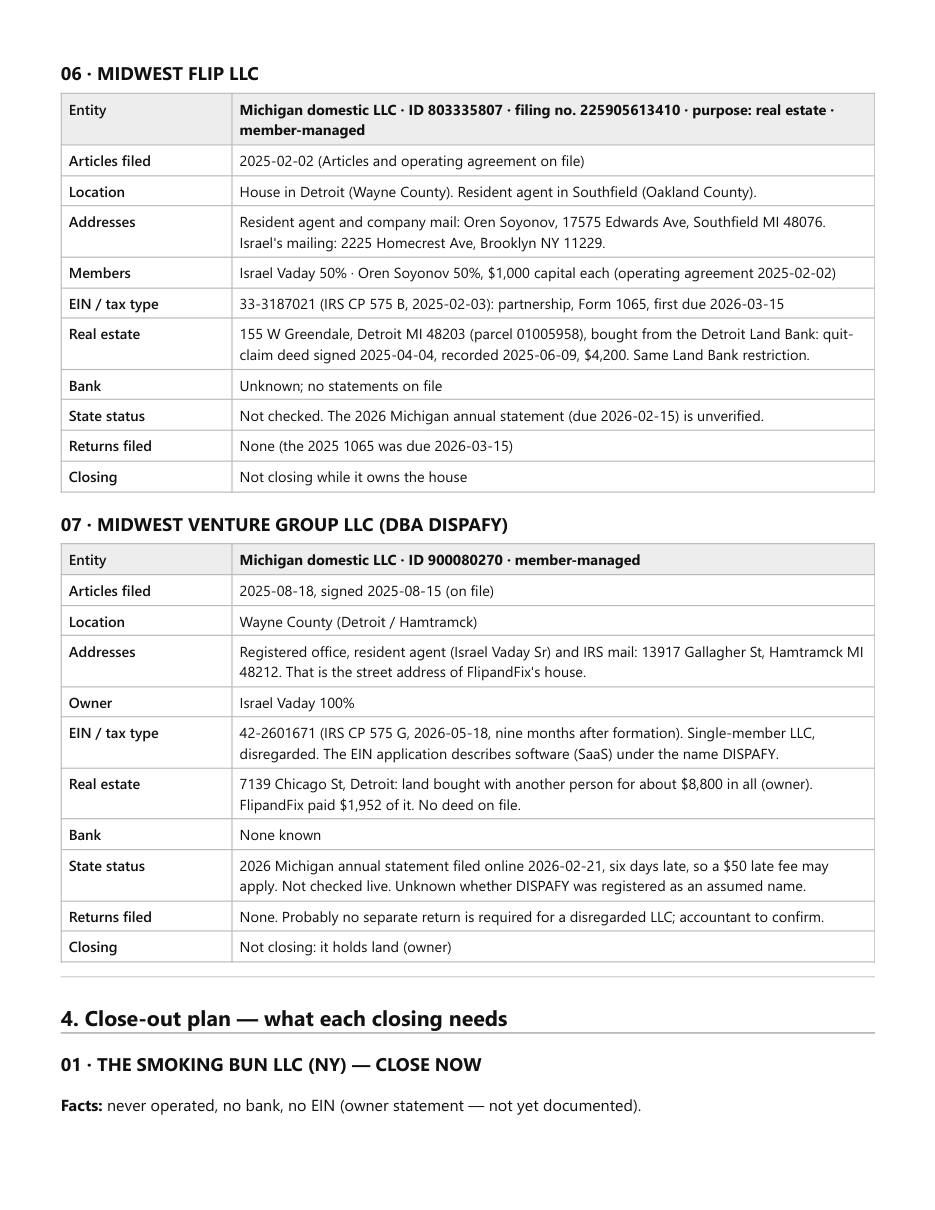 06 · MIDWEST FLIP LLC
Entity Michigan domestic LLC · ID 803335807 · filing no. 225905613410 · purpose: real estate ·
member-managed
Articles filed 2025-02-02 (Articles and operating agreement on file)
Location House in Detroit (Wayne County). Resident agent in Southfield (Oakland County).
Addresses Resident agent and company mail: Oren Soyonov, 17575 Edwards Ave, Southfield MI 48076.
Israel's mailing: 2225 Homecrest Ave, Brooklyn NY 11229.
Members Israel Vaday 50% · Oren Soyonov 50%, $1,000 capital each (operating agreement 2025-02-02)
EIN / tax type 33-3187021 (IRS CP 575 B, 2025-02-03): partnership, Form 1065, first due 2026-03-15
Real estate 155 W Greendale, Detroit MI 48203 (parcel 01005958), bought from the Detroit Land Bank: quit-
claim deed signed 2025-04-04, recorded 2025-06-09, $4,200. Same Land Bank restriction.
Bank Unknown; no statements on file
State status Not checked. The 2026 Michigan annual statement (due 2026-02-15) is unverified.
Returns filed None (the 2025 1065 was due 2026-03-15)
Closing Not closing while it owns the house
07 · MIDWEST VENTURE GROUP LLC (DBA DISPAFY)
Entity Michigan domestic LLC · ID 900080270 · member-managed
Articles filed 2025-08-18, signed 2025-08-15 (on file)
Location Wayne County (Detroit / Hamtramck)
Addresses Registered office, resident agent (Israel Vaday Sr) and IRS mail: 13917 Gallagher St, Hamtramck MI
48212. That is the street address of FlipandFix's house.
Owner Israel Vaday 100%
EIN / tax type 42-2601671 (IRS CP 575 G, 2026-05-18, nine months after formation). Single-member LLC,
disregarded. The EIN application describes software (SaaS) under the name DISPAFY.
Real estate 7139 Chicago St, Detroit: land bought with another person for about $8,800 in all (owner).
FlipandFix paid $1,952 of it. No deed on file.
Bank None known
State status 2026 Michigan annual statement filed online 2026-02-21, six days late, so a $50 late fee may
apply. Not checked live. Unknown whether DISPAFY was registered as an assumed name.
Returns filed None. Probably no separate return is required for a disregarded LLC; accountant to confirm.
Closing Not closing: it holds land (owner)
4. Close-out plan — what each closing needs
01 · THE SMOKING BUN LLC (NY) — CLOSE NOW
Facts: never operated, no bank, no EIN (owner statement — not yet documented).